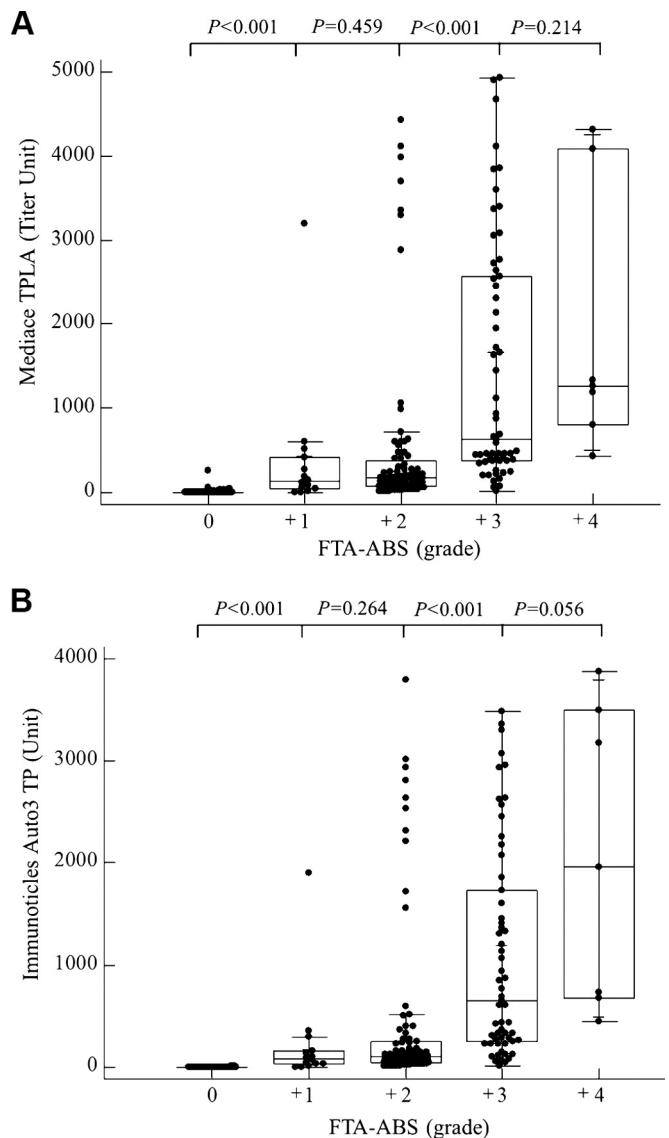 A
P<0.001 P=0.459 P<0.001 P=0.214
5000
4000
3000
2000
1000
0
Mediace TPLA (Titer Unit)
0 +1 +2 +3 +4
FTA-ABS (grade)
B
P<0.001 P=0.264 P<0.001 P=0.056
4000
3000
2000
1000
0
Immunoticles Auto3 TP (Unit)
0 +1 +2 +3 +4
FTA-ABS (grade)